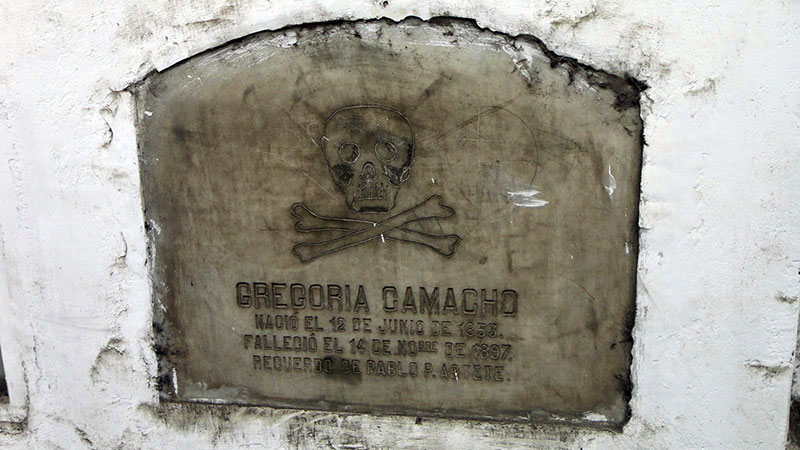 GREGORIA CAMACHO
NACIÓ EL 12 DE JUNIO DE 1853.
FALLECIÓ EL 14 DE NOBRE DE 1897.
RECUERDO DE PABLO P. ASTETE.